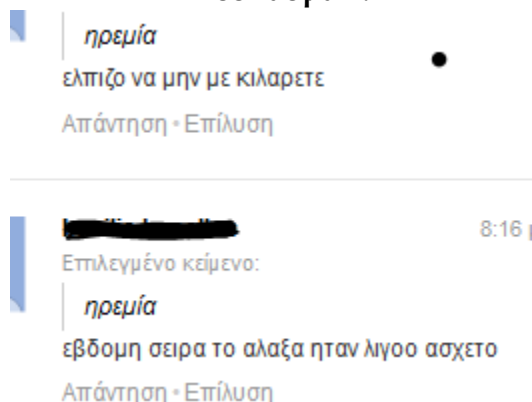 ηρεμία
ελπιζο να μην με κιλαρετε
Απάντηση • Επίλυση
8:16
Επιλεγμένο κείμενο:
ηρεμία
εβδομη σειρα το αλαξα ηταν λιγοο ασχετο
Απάντηση • Επίλυση